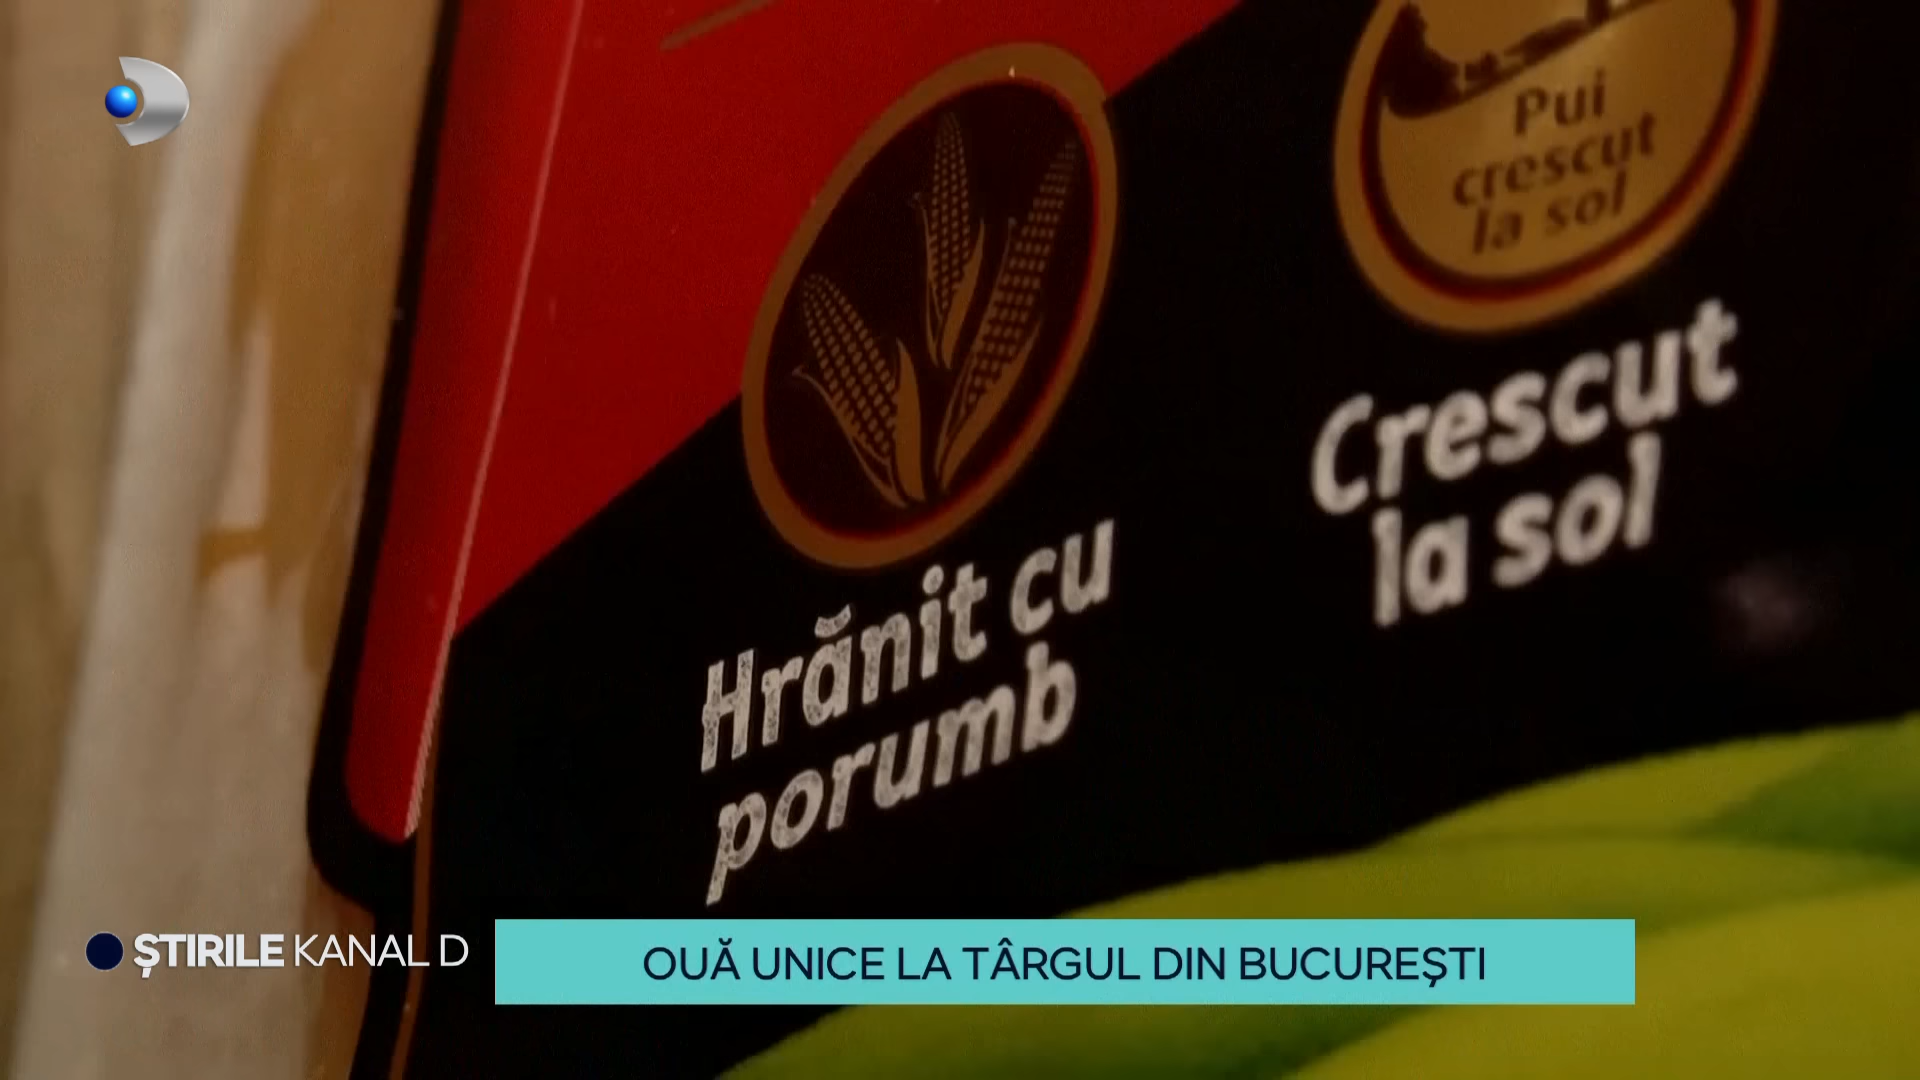 Pui
crescut
la sol
Crescut
la sol
Hrănit cu
porumb
ȘTIRILE KANAL D
OUĂ UNICE LA TÂRGUL DIN BUCUREȘTI